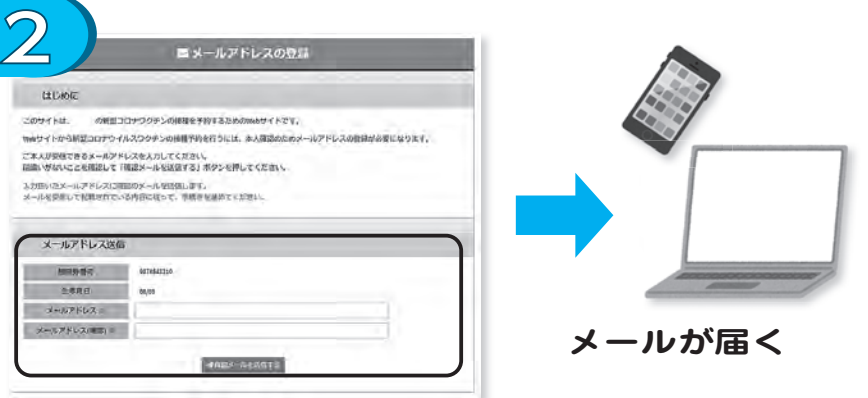 2
メールアドレスの登録
はじめに
このサイトは、 の新型コロナワクチンの接種を予約するためのWebサイトです。
Webサイトから新型コロナウイルスワクチンの接種予約を行うには、本人確認のためメールアドレスの登録が必要になります。
ご本人が受信できるメールアドレスを入力してください。
間違いがないことを確認して「確認メールを送信する」ボタンを押してください。
入力頂いたメールアドレスに確認のメールを送信します。
メールを受信して記載されている内容に従って、手続きを進めてください。
メールアドレス送信
生年月日
メールアドレス
メールアドレス(確認)
確認メールを送信する
メールが届く